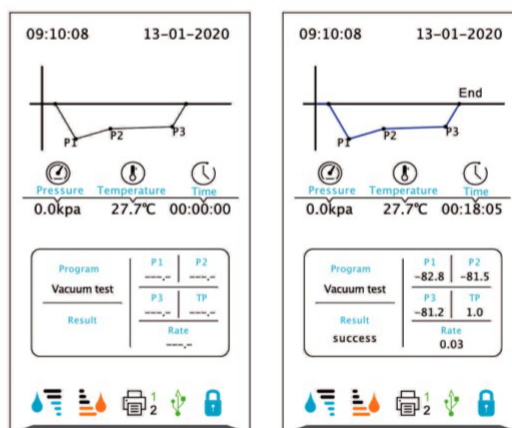 09:10:08 13-01-2020
P1 P2 P3
Pressure Temperature Time
0.0kpa 27.7℃ 00:00:00
Program
Vacuum test
Result
P1 P2
---.- ---.-
P3 TP
---.- ---.-
Rate
---.-
1
2
09:10:08 13-01-2020
End
P1 P2 P3
Pressure Temperature Time
0.0kpa 27.7℃ 00:18:05
Program
Vacuum test
Result
success
P1 P2
-82.8 -81.5
P3 TP
-81.2 1.0
Rate
0.03
1
2